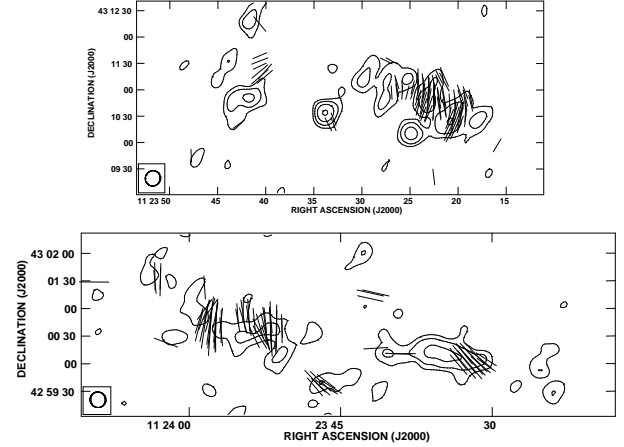 43 12 30
00
11 30
00
10 30
00
09 30
DECLINATION (J2000)
11 23 50 45 40 35 30 25 20 15
RIGHT ASCENSION (J2000)
43 02 00
01 30
00
00 30
00
42 59 30
DECLINATION (J2000)
11 24 00 23 45 30
RIGHT ASCENSION (J2000)